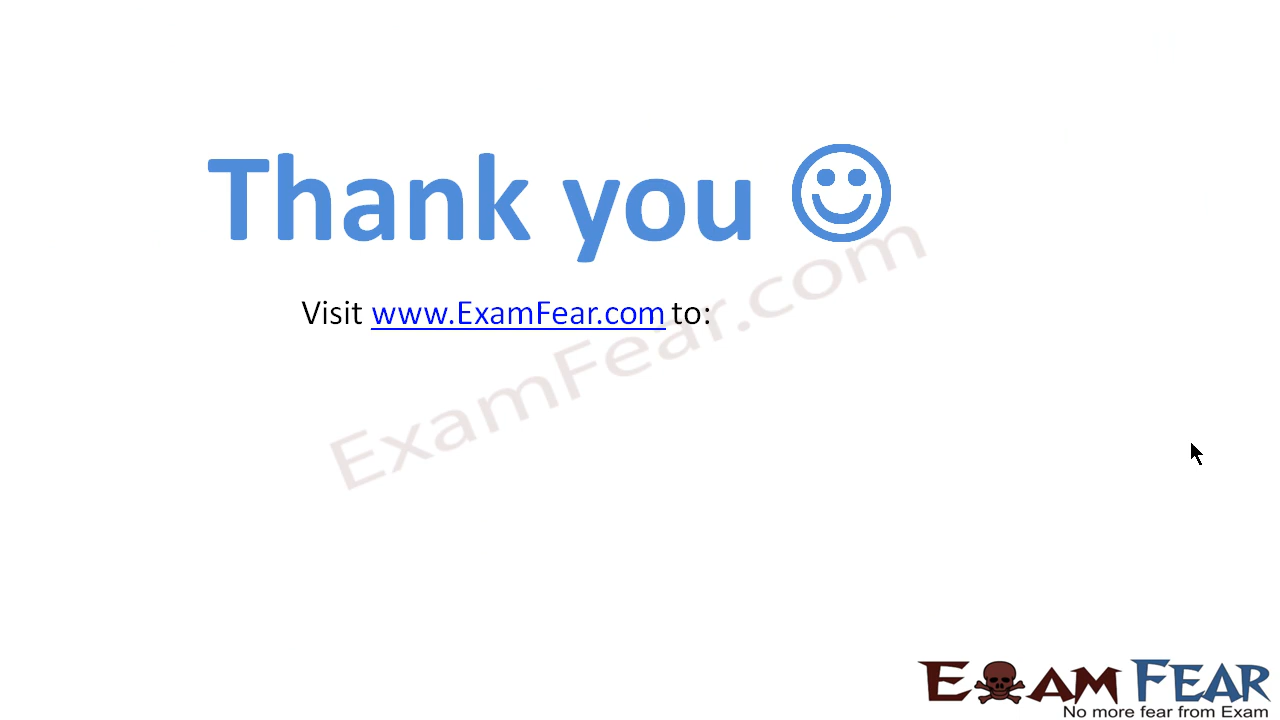 Thank you ☺
Visit www.ExamFear.com to:
ExamFear.com
EXAM FEAR
No more fear from Exam